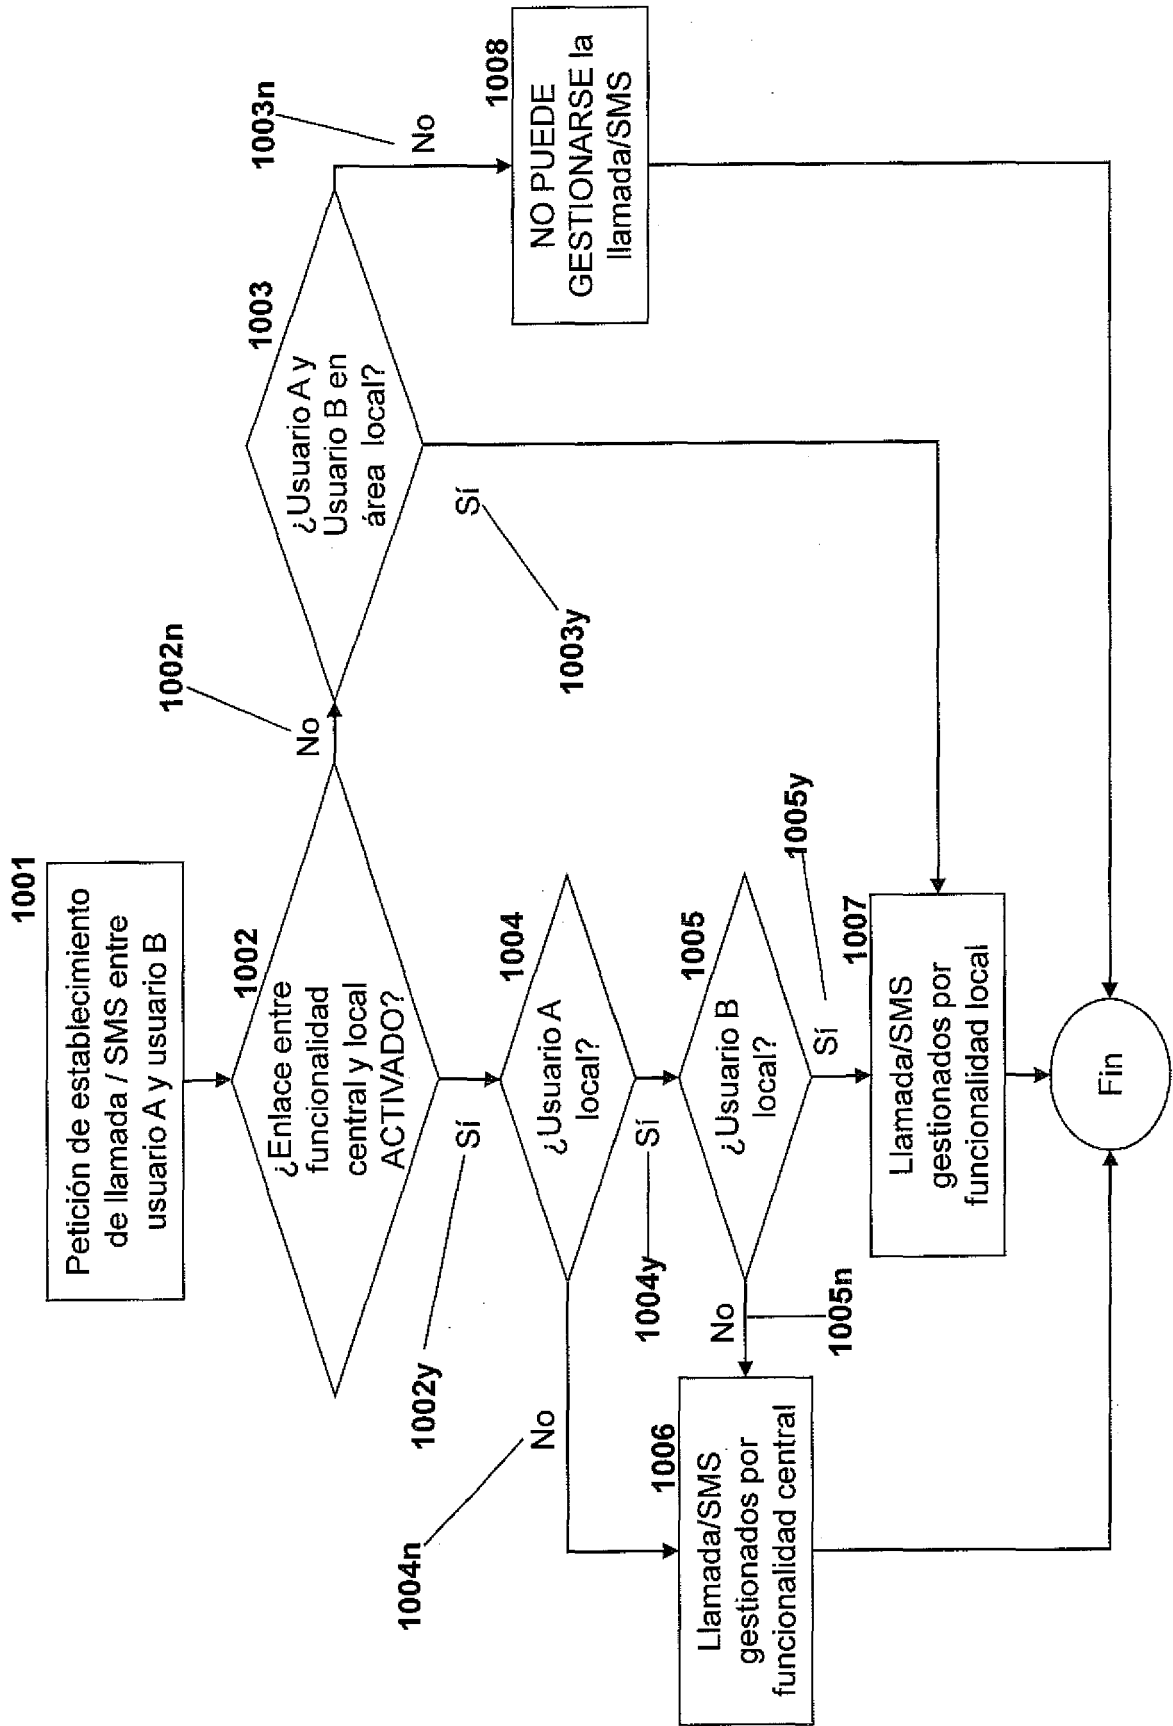 1001
Petición de establecimiento
de llamada / SMS entre
usuario A y usuario B
1002
¿Enlace entre
funcionalidad
central y local
ACTIVADO?
1002n
No
1003
¿Usuario A y
Usuario B en
área local?
1003n
No
1008
NO PUEDE
GESTIONARSE la
llamada/SMS
Sí
1003y
1002y
Sí
1004
¿Usuario A
local?
1004n
No
1004y
Sí
1005
¿Usuario B
local?
No
1005n
Sí
1005y
1006
Llamada/SMS
gestionados por
funcionalidad central
1007
Llamada/SMS
gestionados por
funcionalidad local
Fin